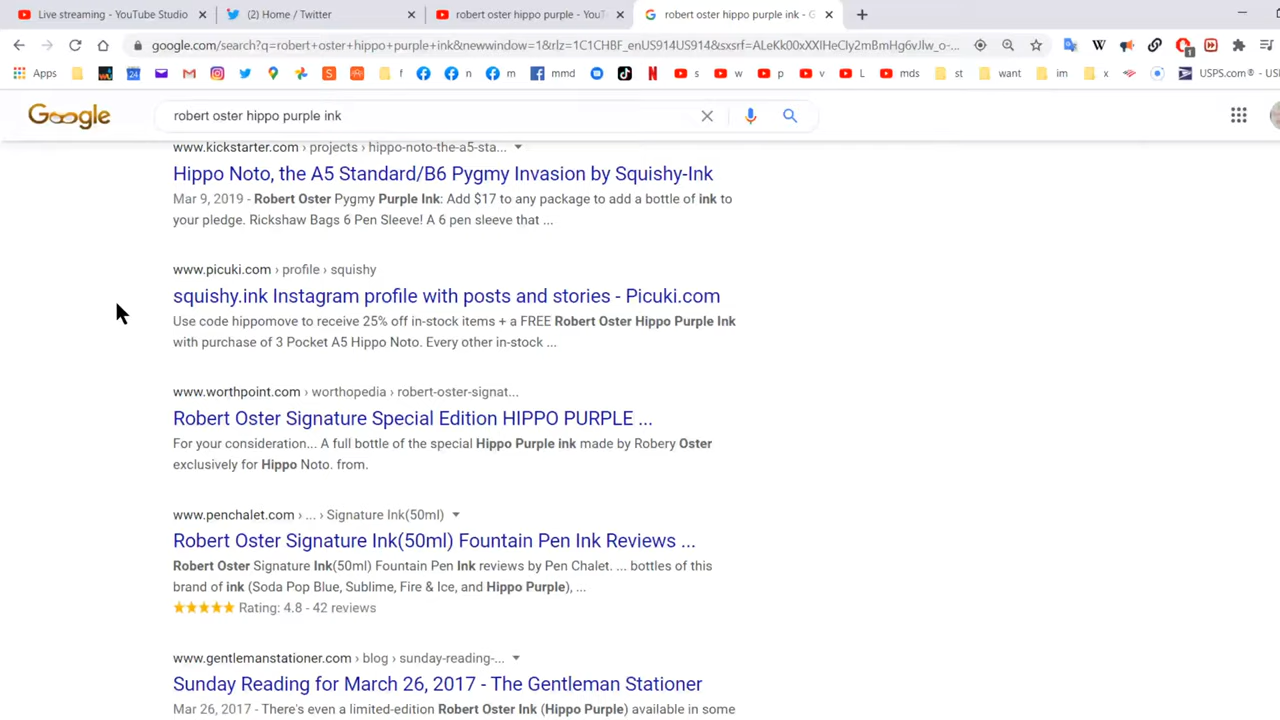 Live streaming - YouTube Studio
(2) Home / Twitter
robert oster hippo purple - YouT
robert oster hippo purple ink - G
google.com/search?q=robert+oster+hippo+purple+ink&newwindow=1&rlz=1C1CHBF_enUS914US914&sxsrf=ALeKk00xXXIHeCIy2mBmHg6vJlw_o-...
Apps
24
S
f
n
m
mmd
s
w
p
v
L
mds
st
want
im
x
USPS.com® - US
Google
robert oster hippo purple ink
www.kickstarter.com › projects › hippo-noto-the-a5-sta...
Hippo Noto, the A5 Standard/B6 Pygmy Invasion by Squishy-Ink
Mar 9, 2019 - Robert Oster Pygmy Purple Ink: Add $17 to any package to add a bottle of ink to
your pledge. Rickshaw Bags 6 Pen Sleeve! A 6 pen sleeve that ...
www.picuki.com › profile › squishy
squishy.ink Instagram profile with posts and stories - Picuki.com
Use code hippomove to receive 25% off in-stock items + a FREE Robert Oster Hippo Purple Ink
with purchase of 3 Pocket A5 Hippo Noto. Every other in-stock ...
www.worthpoint.com › worthopedia › robert-oster-signat...
Robert Oster Signature Special Edition HIPPO PURPLE ...
For your consideration... A full bottle of the special Hippo Purple ink made by Robery Oster
exclusively for Hippo Noto. from.
www.penchalet.com › ... › Signature Ink(50ml)
Robert Oster Signature Ink(50ml) Fountain Pen Ink Reviews ...
Robert Oster Signature Ink(50ml) Fountain Pen Ink reviews by Pen Chalet. ... bottles of this
brand of ink (Soda Pop Blue, Sublime, Fire & Ice, and Hippo Purple), ...
★★★★★ Rating: 4.8 - 42 reviews
www.gentlemanstationer.com › blog › sunday-reading-...
Sunday Reading for March 26, 2017 - The Gentleman Stationer
Mar 26, 2017 - There's even a limited-edition Robert Oster Ink (Hippo Purple) available in some